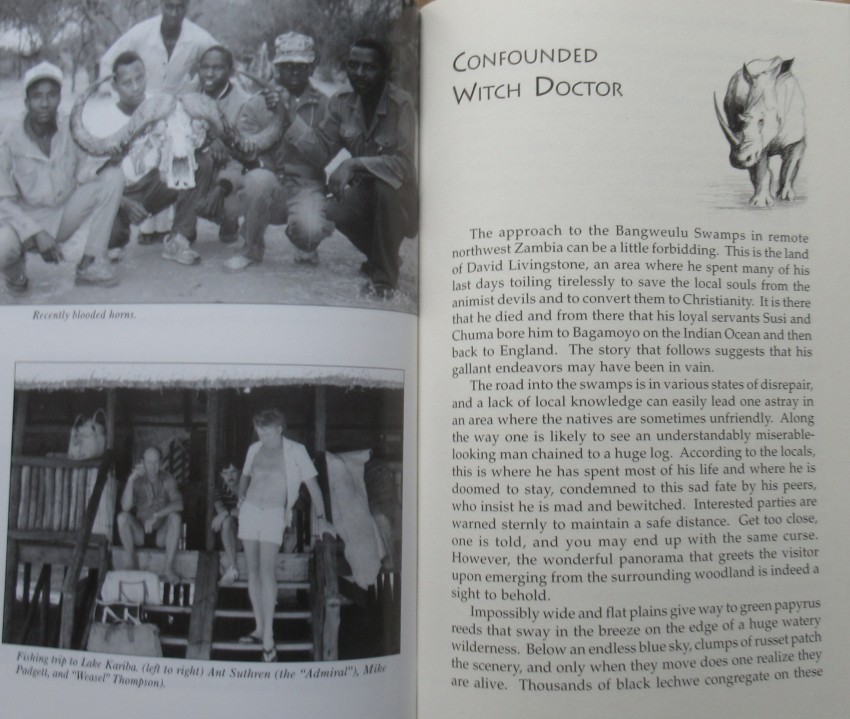 Recently blooded horns.
Fishing trip to Lake Kariba. (left to right) Ant Suthren (the "Admiral"), Mike
Padgell, and "Weasel" Thompson).
CONFOUNDED
WITCH DOCTOR
The approach to the Bangweulu Swamps in remote
northwest Zambia can be a little forbidding. This is the land
of David Livingstone, an area where he spent many of his
last days toiling tirelessly to save the local souls from the
animist devils and to convert them to Christianity. It is there
that he died and from there that his loyal servants Susi and
Chuma bore him to Bagamoyo on the Indian Ocean and then
back to England. The story that follows suggests that his
gallant endeavors may have been in vain.
The road into the swamps is in various states of disrepair,
and a lack of local knowledge can easily lead one astray in
an area where the natives are sometimes unfriendly. Along
the way one is likely to see an understandably miserable-
looking man chained to a huge log. According to the locals,
this is where he has spent most of his life and where he is
doomed to stay, condemned to this sad fate by his peers,
who insist he is mad and bewitched. Interested parties are
warned sternly to maintain a safe distance. Get too close,
one is told, and you may end up with the same curse.
However, the wonderful panorama that greets the visitor
upon emerging from the surrounding woodland is indeed a
sight to behold.
Impossibly wide and flat plains give way to green papyrus
reeds that sway in the breeze on the edge of a huge watery
wilderness. Below an endless blue sky, clumps of russet patch
the scenery, and only when they move does one realize they
are alive. Thousands of black lechwe congregate on these